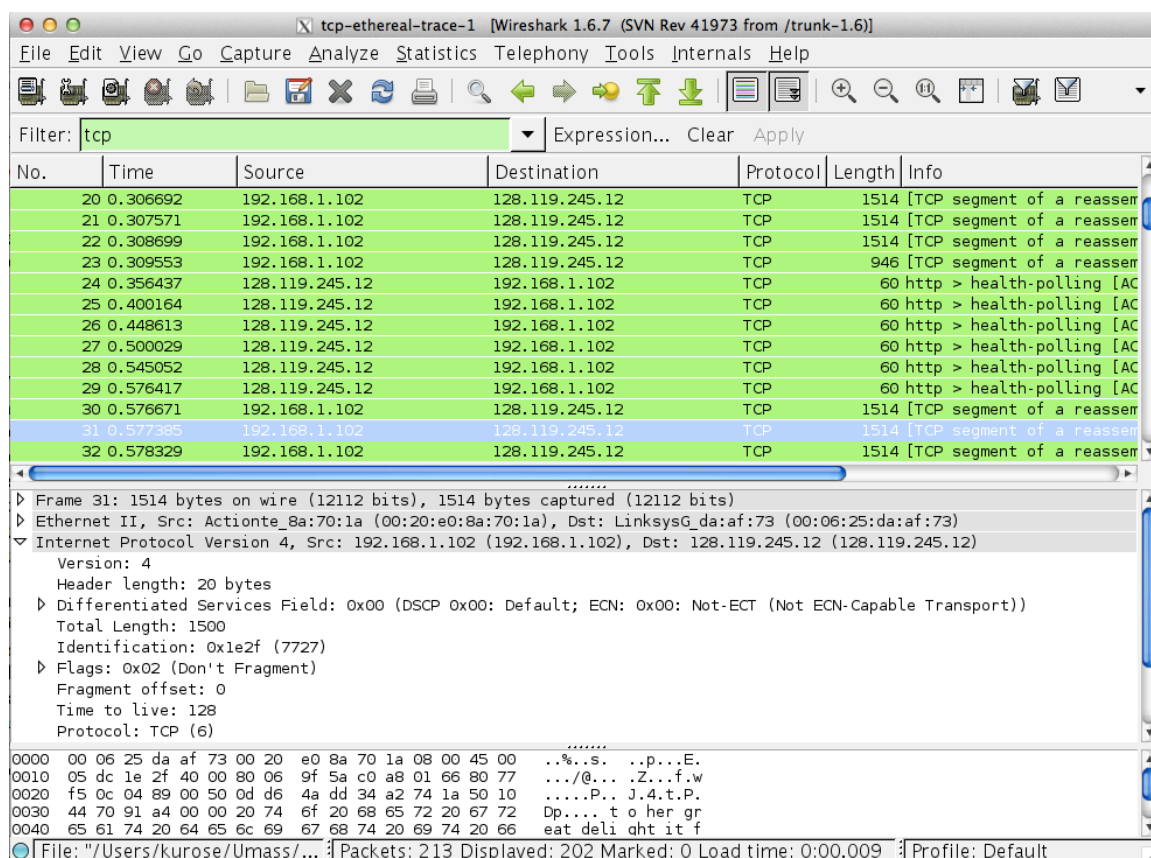 tcp-ethereal-trace-1 [Wireshark 1.6.7 (SVN Rev 41973 from /trunk-1.6)]
File Edit View Go Capture Analyze Statistics Telephony Tools Internals Help
Filter: tcp Expression... Clear Apply
No. Time Source Destination Protocol Length Info
20 0.306692 192.168.1.102 128.119.245.12 TCP 1514 [TCP segment of a reassem
21 0.307571 192.168.1.102 128.119.245.12 TCP 1514 [TCP segment of a reassem
22 0.308699 192.168.1.102 128.119.245.12 TCP 1514 [TCP segment of a reassem
23 0.309553 192.168.1.102 128.119.245.12 TCP 946 [TCP segment of a reassem
24 0.356437 128.119.245.12 192.168.1.102 TCP 60 http > health-polling [AC
25 0.400164 128.119.245.12 192.168.1.102 TCP 60 http > health-polling [AC
26 0.448613 128.119.245.12 192.168.1.102 TCP 60 http > health-polling [AC
27 0.500029 128.119.245.12 192.168.1.102 TCP 60 http > health-polling [AC
28 0.545052 128.119.245.12 192.168.1.102 TCP 60 http > health-polling [AC
29 0.576417 128.119.245.12 192.168.1.102 TCP 60 http > health-polling [AC
30 0.576671 192.168.1.102 128.119.245.12 TCP 1514 [TCP segment of a reassem
31 0.577385 192.168.1.102 128.119.245.12 TCP 1514 [TCP segment of a reassem
32 0.578329 192.168.1.102 128.119.245.12 TCP 1514 [TCP segment of a reassem
Frame 31: 1514 bytes on wire (12112 bits), 1514 bytes captured (12112 bits)
Ethernet II, Src: Actionte_8a:70:1a (00:20:e0:8a:70:1a), Dst: LinksysG_da:af:73 (00:06:25:da:af:73)
Internet Protocol Version 4, Src: 192.168.1.102 (192.168.1.102), Dst: 128.119.245.12 (128.119.245.12)
Version: 4
Header length: 20 bytes
Differentiated Services Field: 0x00 (DSCP 0x00: Default; ECN: 0x00: Not-ECT (Not ECN-Capable Transport))
Total Length: 1500
Identification: 0x1e2f (7727)
Flags: 0x02 (Don't Fragment)
Fragment offset: 0
Time to live: 128
Protocol: TCP (6)
0000 00 06 25 da af 73 00 20 e0 8a 70 1a 08 00 45 00 ..%..s. ..p...E.
0010 05 dc 1e 2f 40 00 80 06 9f 5a c0 a8 01 66 80 77 .../@... .Z...f.w
0020 f5 0c 04 89 00 50 0d d6 4a dd 34 a2 74 1a 50 10 .....P.. J.4.t.P.
0030 44 70 91 a4 00 00 20 74 6f 20 68 65 72 20 67 72 Dp.... t o her gr
0040 65 61 74 20 64 65 6c 69 67 68 74 20 69 74 20 66 eat deli ght it f
File: "/Users/kurose/Umass/... Packets: 213 Displayed: 202 Marked: 0 Load time: 0:00.009 Profile: Default